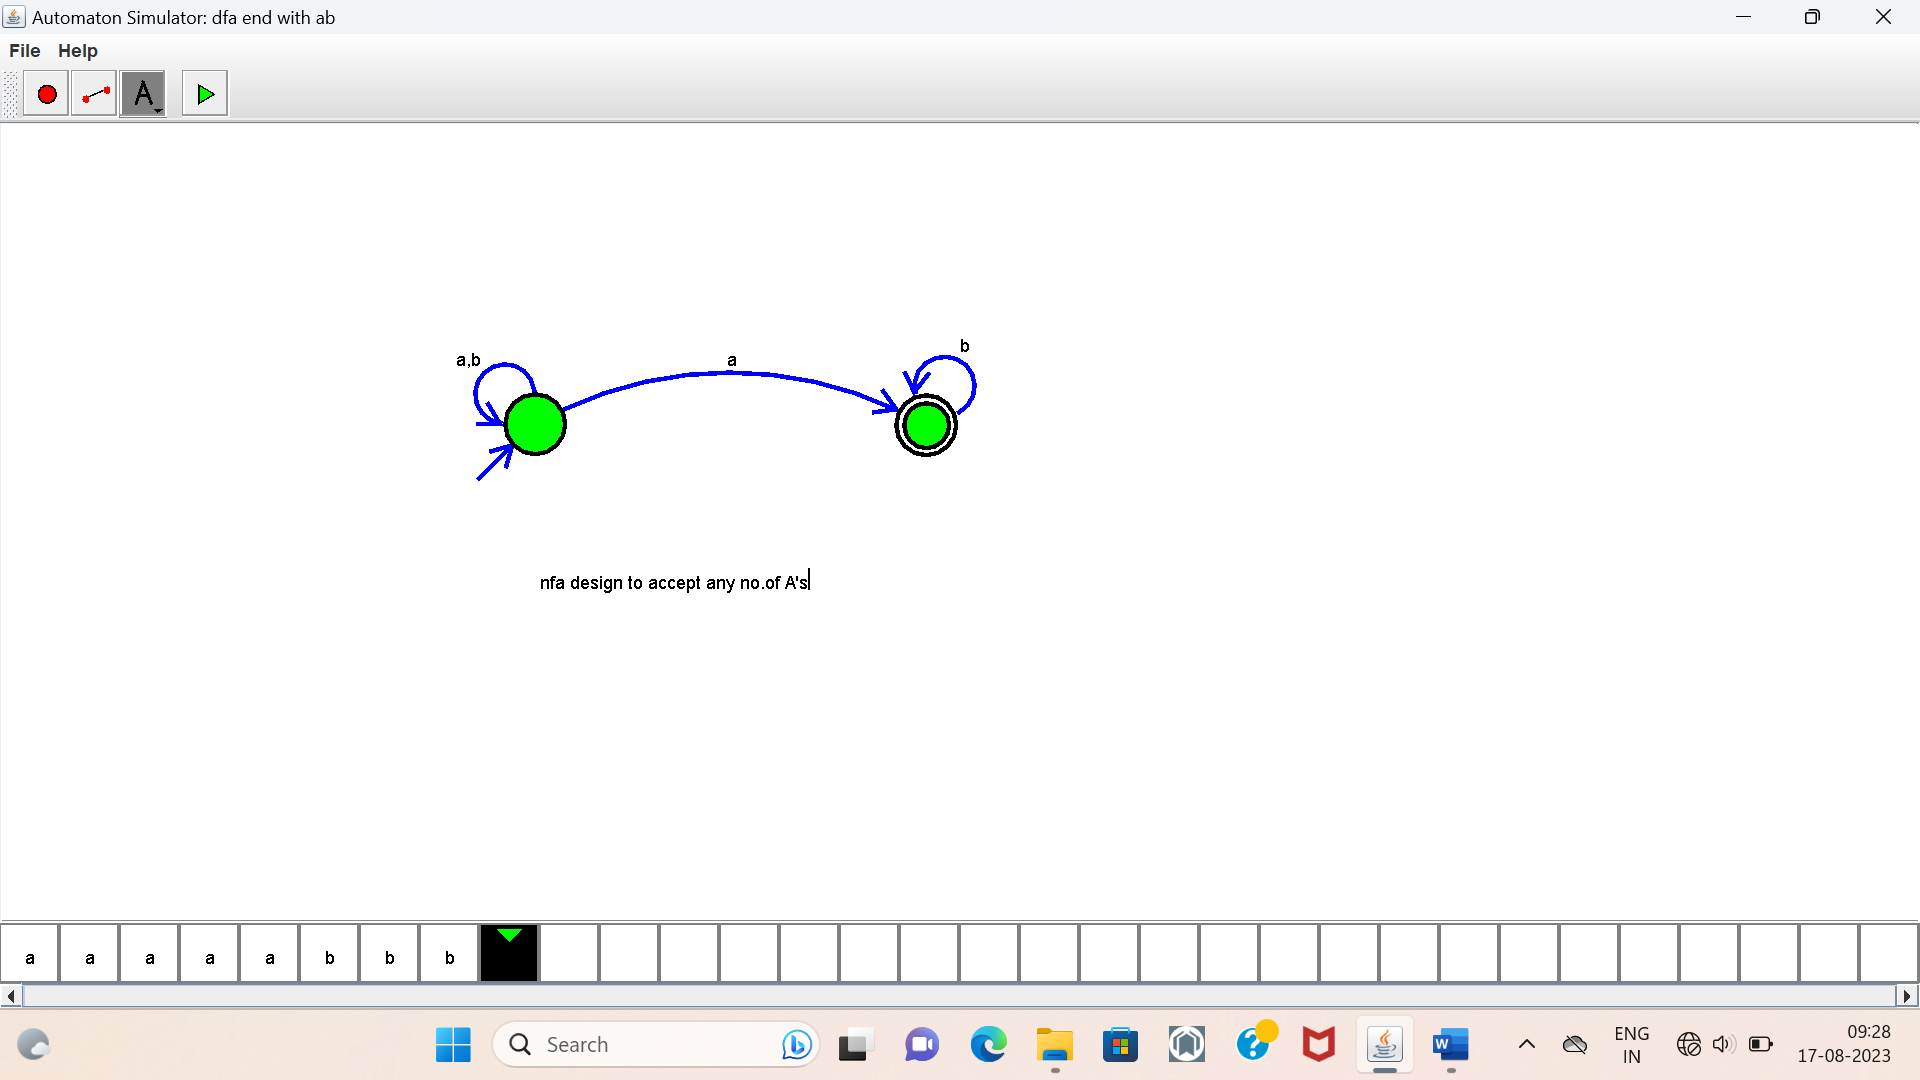 Automaton Simulator: dfa end with ab
File Help
A
a,b
a
b
nfa design to accept any no.of A's
a a a a a b b b
Search
W
ENG
IN
09:28
17-08-2023